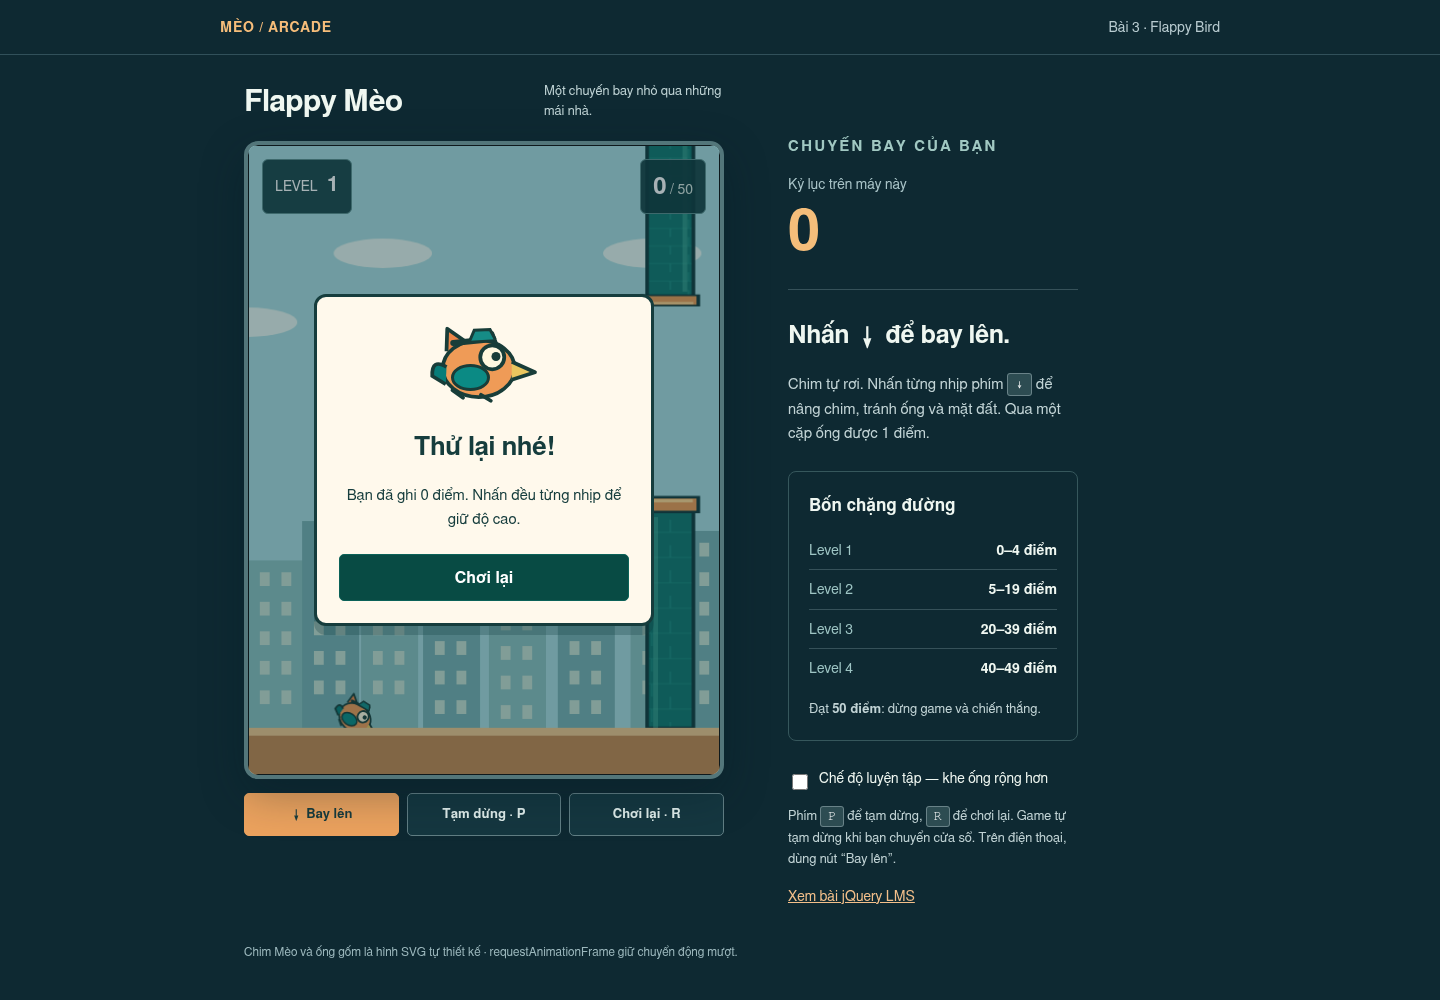 MÈO / ARCADE
Bài 3 · Flappy Bird
Flappy Mèo
Một chuyến bay nhỏ qua những
mái nhà.
LEVEL 1
0 / 50
Thử lại nhé!
Bạn đã ghi 0 điểm. Nhấn đều từng nhịp để
giữ độ cao.
Chơi lại
↓ Bay lên
Tạm dừng · P
Chơi lại · R
CHUYẾN BAY CỦA BẠN
Kỷ lục trên máy này
0
Nhấn ↓ để bay lên.
Chim tự rơi. Nhấn từng nhịp phím ↓ để
nâng chim, tránh ống và mặt đất. Qua một
cặp ống được 1 điểm.
Bốn chặng đường
Level 1 0–4 điểm
Level 2 5–19 điểm
Level 3 20–39 điểm
Level 4 40–49 điểm
Đạt 50 điểm: dừng game và chiến thắng.
Chế độ luyện tập — khe ống rộng hơn
Phím P để tạm dừng, R để chơi lại. Game tự
tạm dừng khi bạn chuyển cửa sổ. Trên điện thoại,
dùng nút “Bay lên”.
Xem bài jQuery LMS
Chim Mèo và ống gốm là hình SVG tự thiết kế · requestAnimationFrame giữ chuyển động mượt.